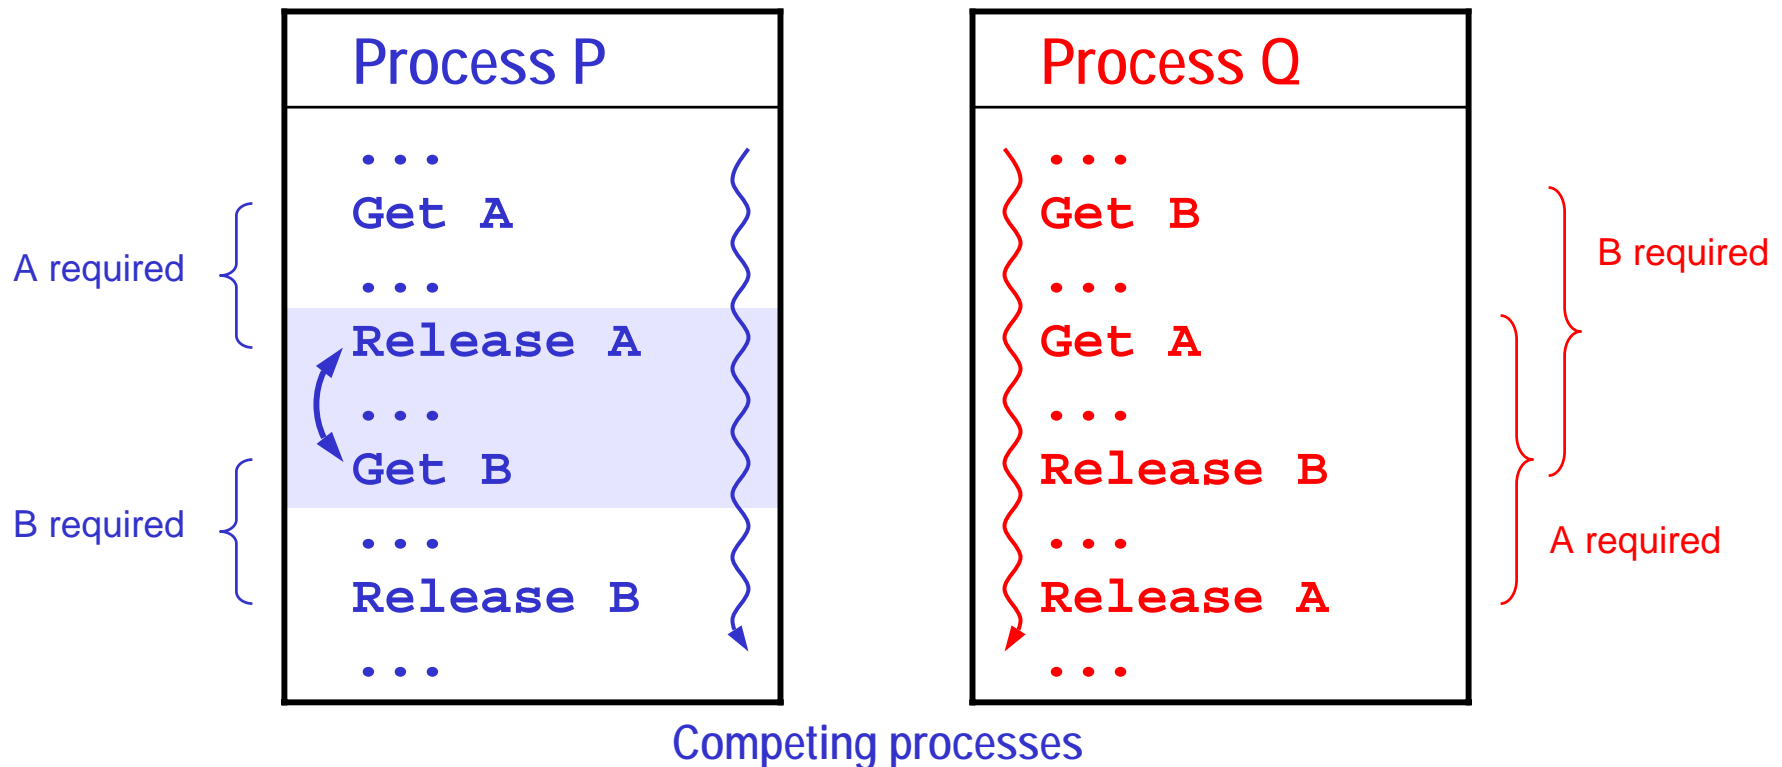 Process P
...
Get A
...
Release A
...
Get B
...
Release B
...
A required
B required
Process Q
...
Get B
...
Get A
...
Release B
...
Release A
...
B required
A required
Competing processes